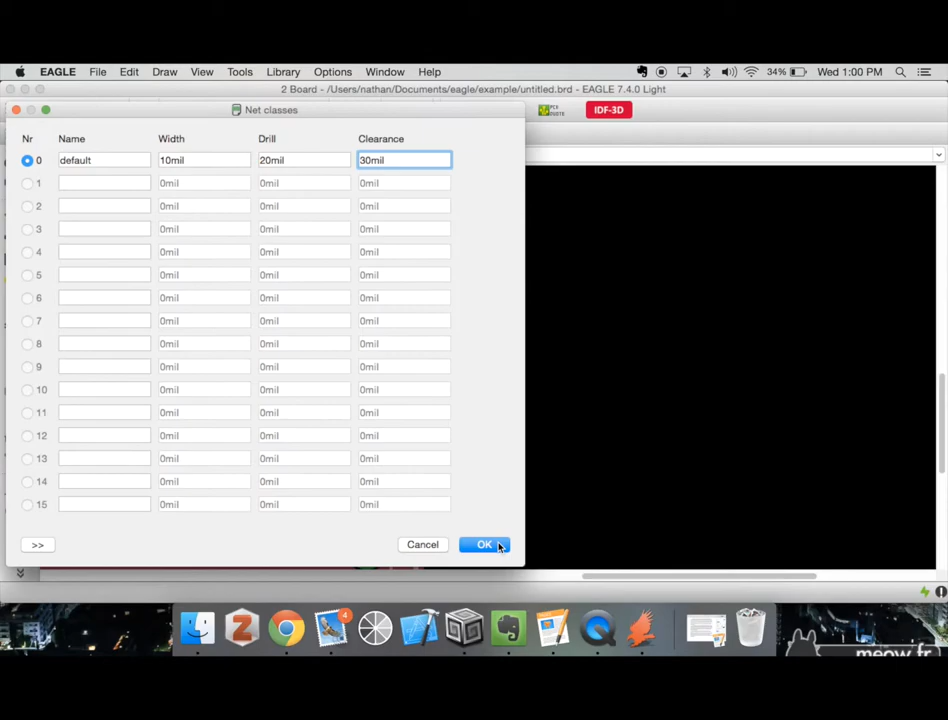 EAGLE File Edit Draw View Tools Library Options Window Help 34% Wed 1:00 PM
2 Board - /Users/nathan/Documents/eagle/example/untitled.brd - EAGLE 7.4.0 Light
Net classes
IDF-3D
Nr Name Width Drill Clearance
0 default 10mil 20mil 30mil
1 0mil 0mil 0mil
2 0mil 0mil 0mil
3 0mil 0mil 0mil
4 0mil 0mil 0mil
5 0mil 0mil 0mil
6 0mil 0mil 0mil
7 0mil 0mil 0mil
8 0mil 0mil 0mil
9 0mil 0mil 0mil
10 0mil 0mil 0mil
11 0mil 0mil 0mil
12 0mil 0mil 0mil
13 0mil 0mil 0mil
14 0mil 0mil 0mil
15 0mil 0mil 0mil
>> Cancel OK
4
meow.fr